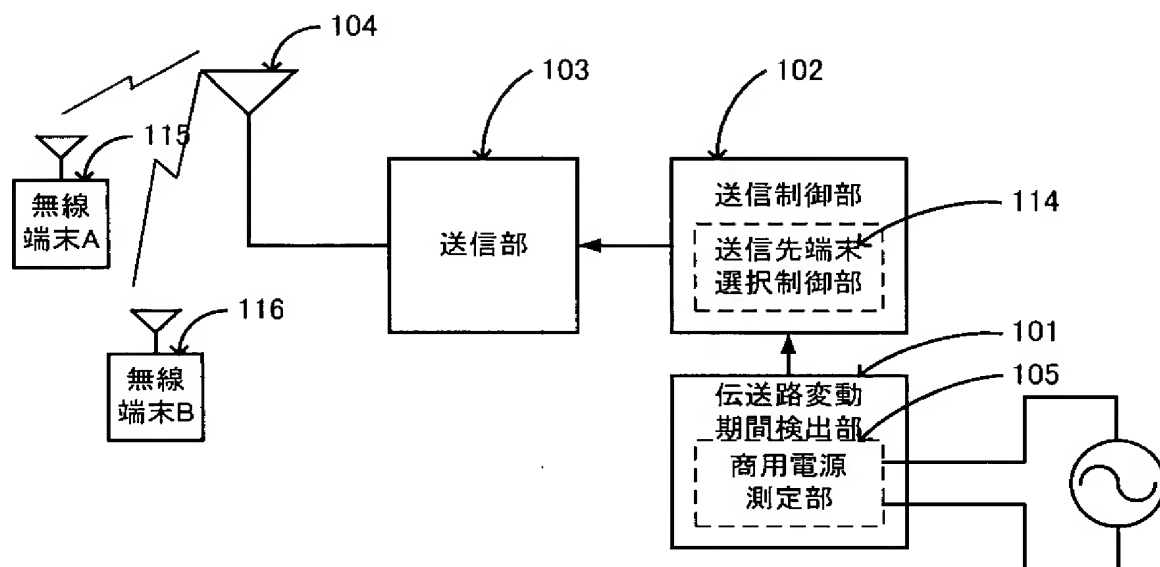 104
103
102
115
無線
端末A
送信部
送信制御部
114
送信先端末
選択制御部
116
無線
端末B
101
伝送路変動
期間検出部
105
商用電源
測定部